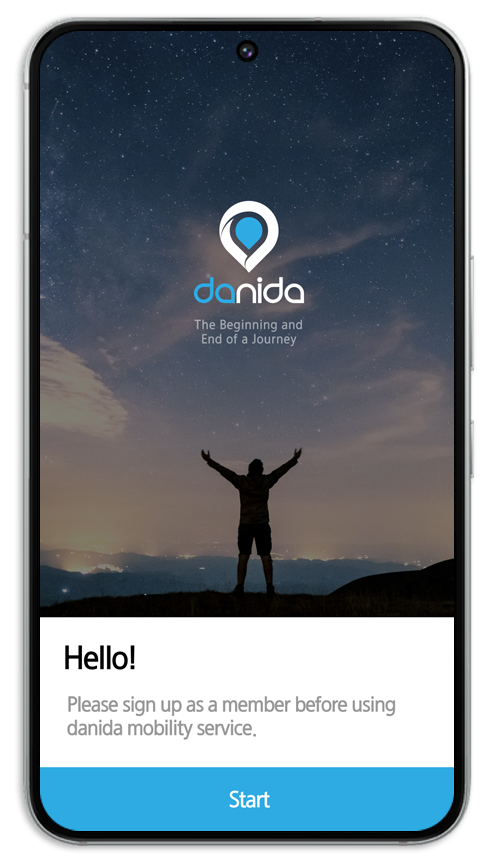 danida
The Beginning and
End of a Journey
Hello!
Please sign up as a member before using
danida mobility service.
Start